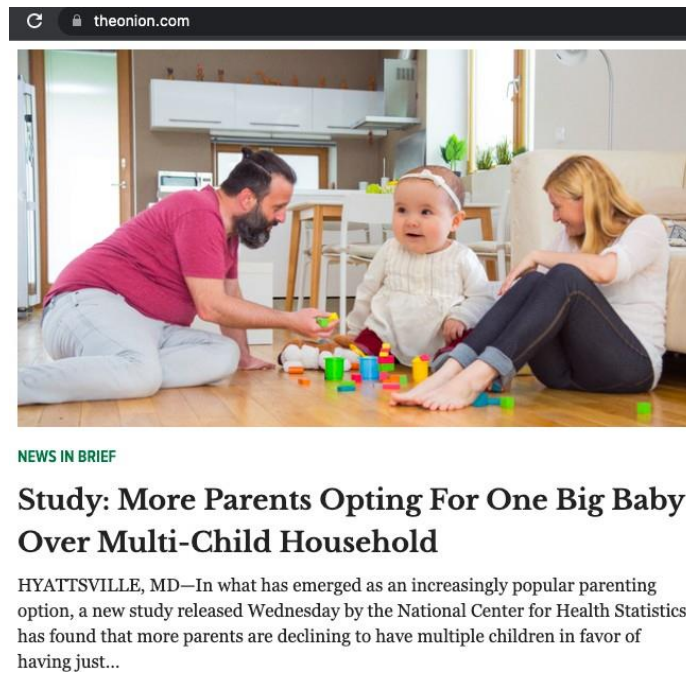 theonion.com
NEWS IN BRIEF
Study: More Parents Opting For One Big Baby
Over Multi-Child Household
HYATTSVILLE, MD—In what has emerged as an increasingly popular parenting
option, a new study released Wednesday by the National Center for Health Statistics
has found that more parents are declining to have multiple children in favor of
having just...